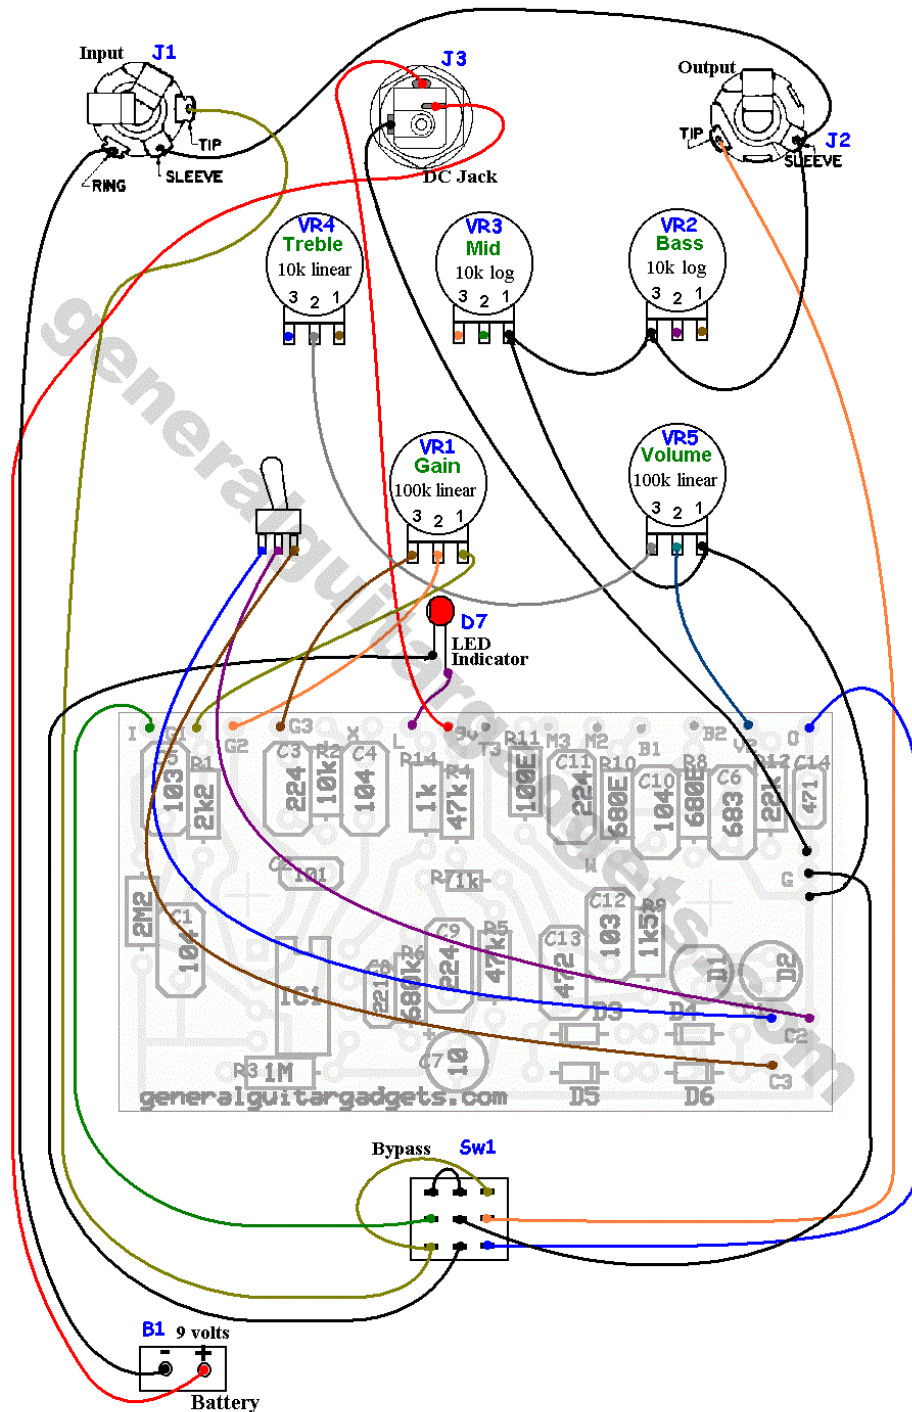 Input
J1
TIP
SLEEVE
RING
J3
DC Jack
Output
TIP
J2
SLEEVE
VR4
Treble
10k linear
3 2 1
VR3
Mid
10k log
3 2 1
VR2
Bass
10k log
3 2 1
VR1
Gain
100k linear
3 2 1
VR5
Volume
100k linear
3 2 1
D7
LED
Indicator
generalguitargadgets.com
I
G1
G2
G3
X
L
9v
T3
M3
M2
B1
B2
V2
O
C5
103
R1
2k2
C3
224
R2
10k
C4
104
R14
1k
R4
47k
R11
100E
C11
224
R10
680E
C10
104
R8
680E
C6
683
R12
22k
C14
471
C2
101
R7
1k
W
G
2M2
C1
104
IC1
C8
221
R6
680k
C9
224
R5
47k
C13
472
C12
103
R9
1k5
D1
D2
C1
C2
C3
R3
1M
C7
+
10
D3
D4
D5
D6
generalguitargadgets.com
Bypass
Sw1
B1
9 volts
- +
Battery